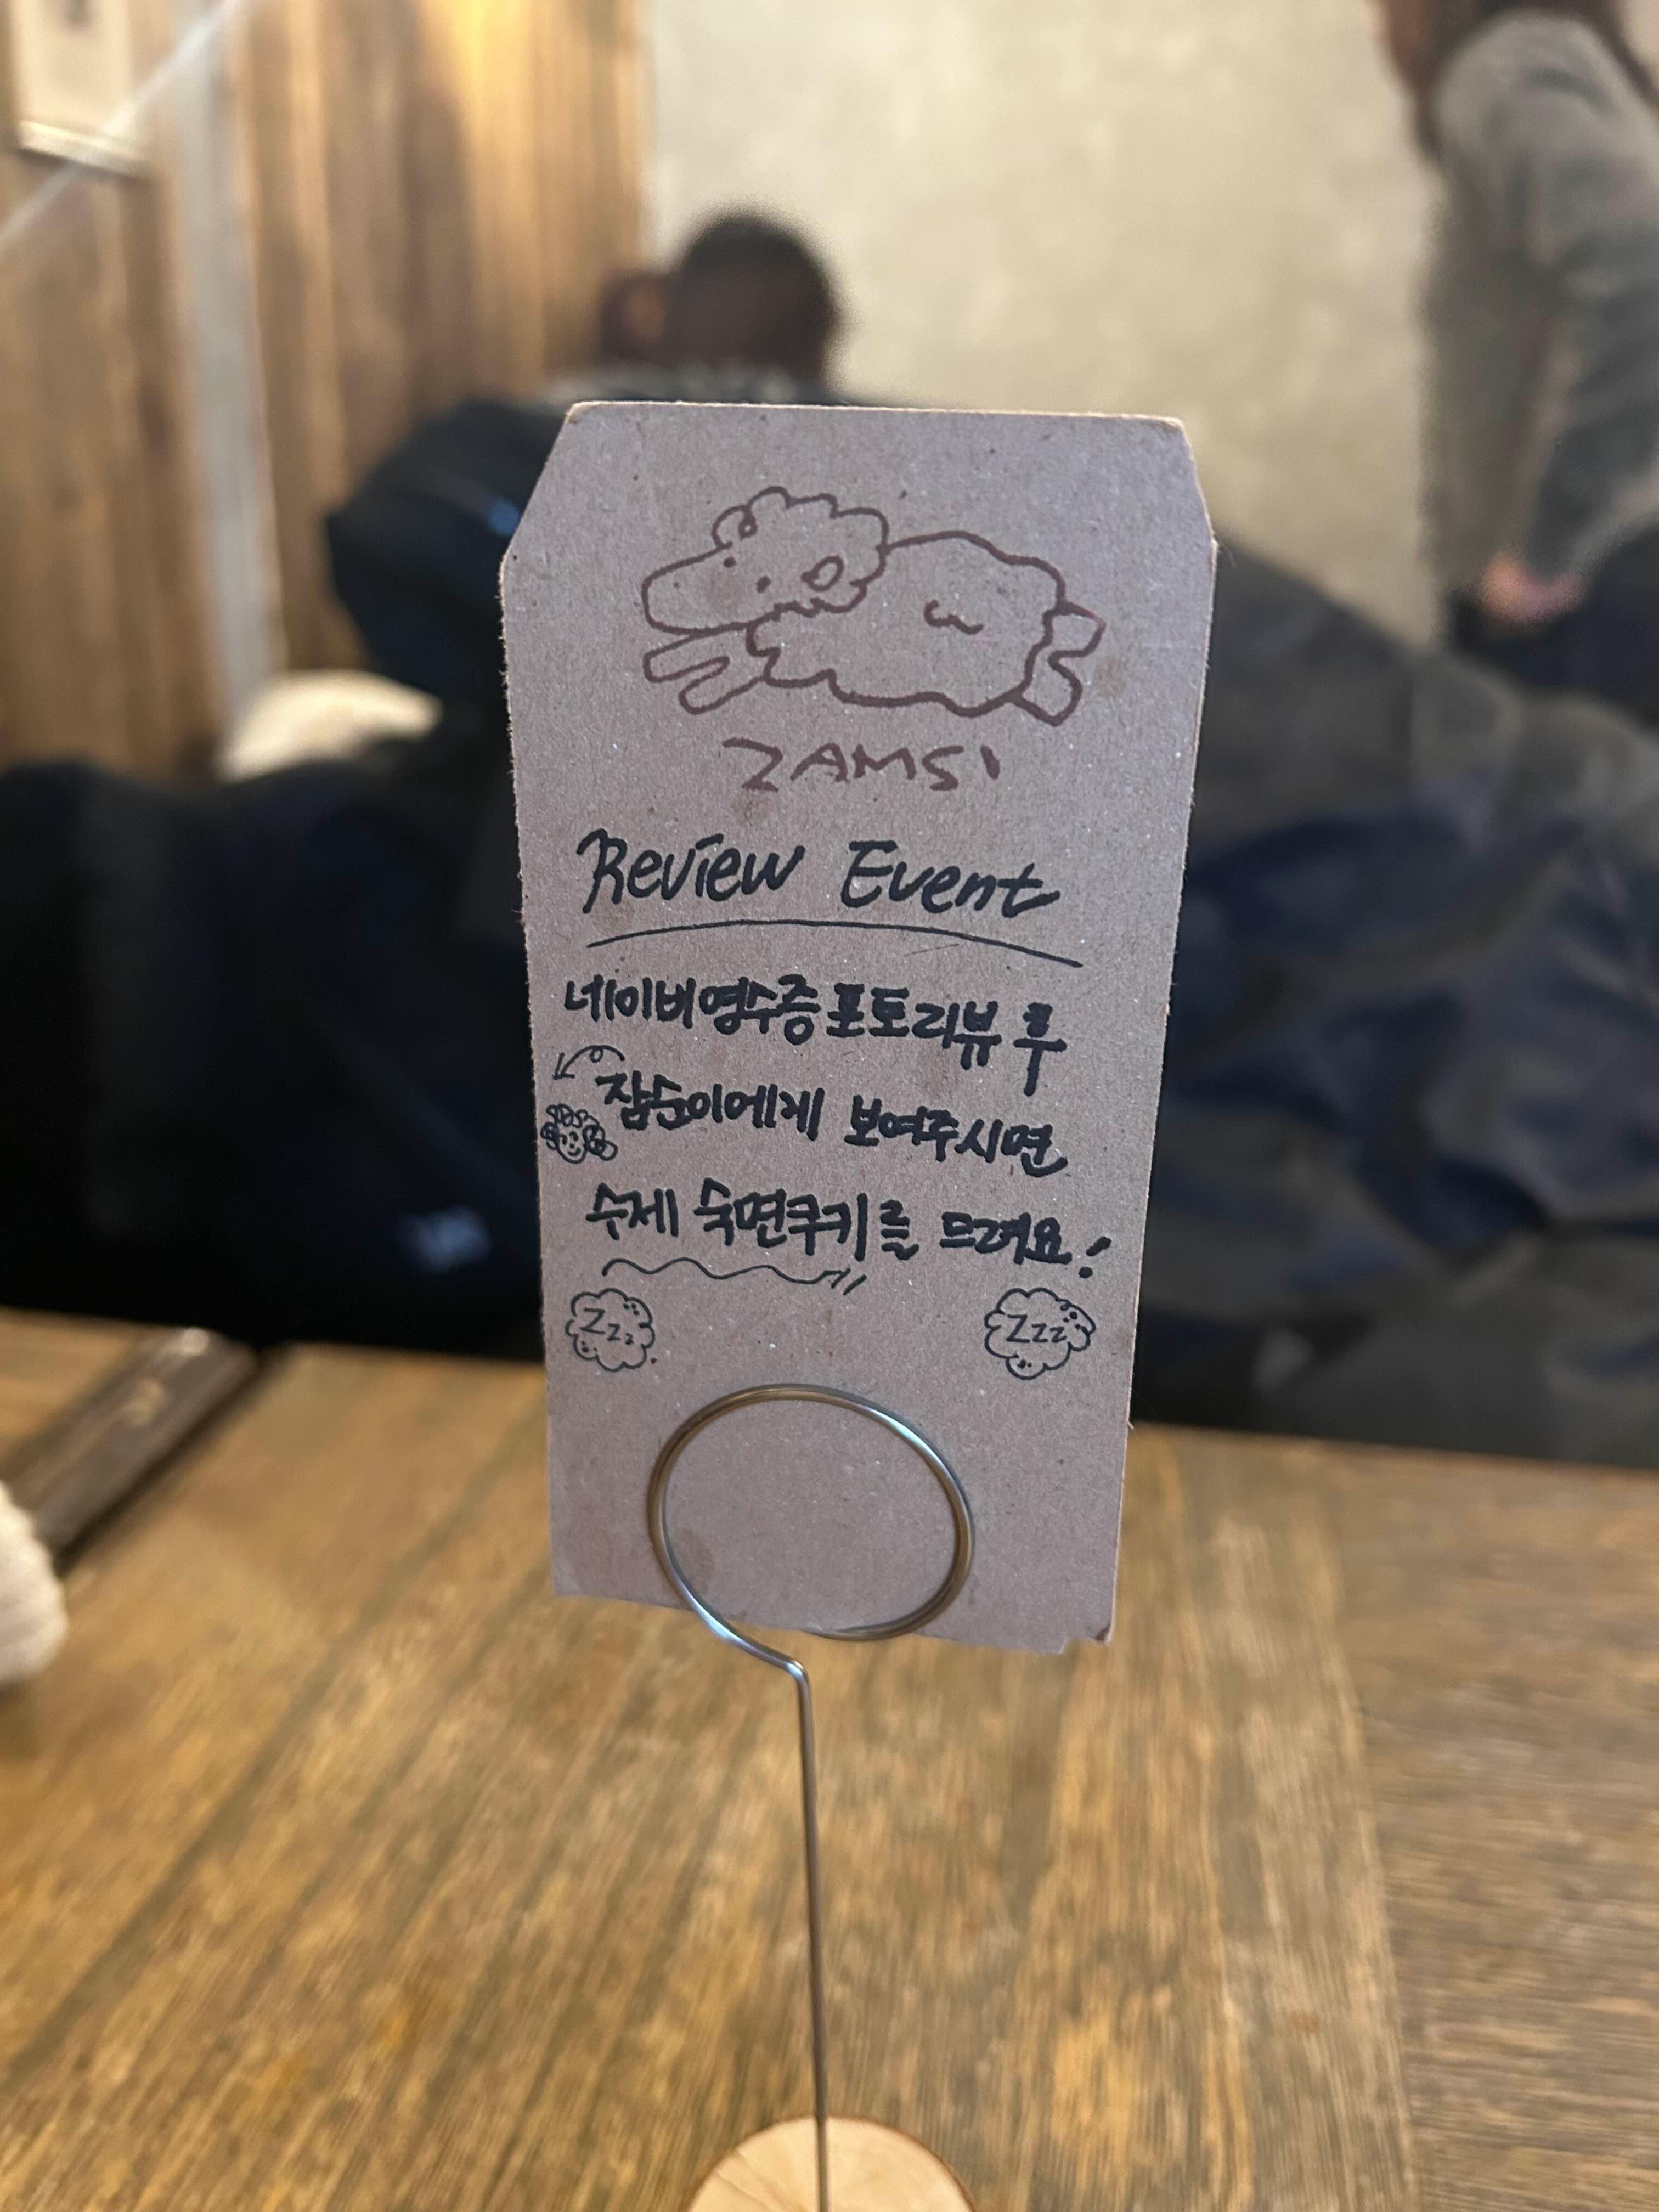 ZAMSI
Review Event
네이버영수증포토리뷰 후
잠순이에게 보여주시면
수제 숙면쿠키를 드려요!
Zzz
Zzz